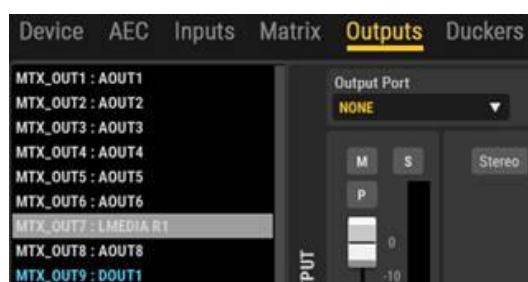 Device AEC Inputs Matrix Outputs Duckers
MTX_OUT1 : AOUT1
MTX_OUT2 : AOUT2
MTX_OUT3 : AOUT3
MTX_OUT4 : AOUT4
MTX_OUT5 : AOUT5
MTX_OUT6 : AOUT6
MTX_OUT7 : LMEDIA R1
MTX_OUT8 : AOUT8
MTX_OUT9 : DOUT1
Output Port
NONE
M S Stereo
P
0
-10